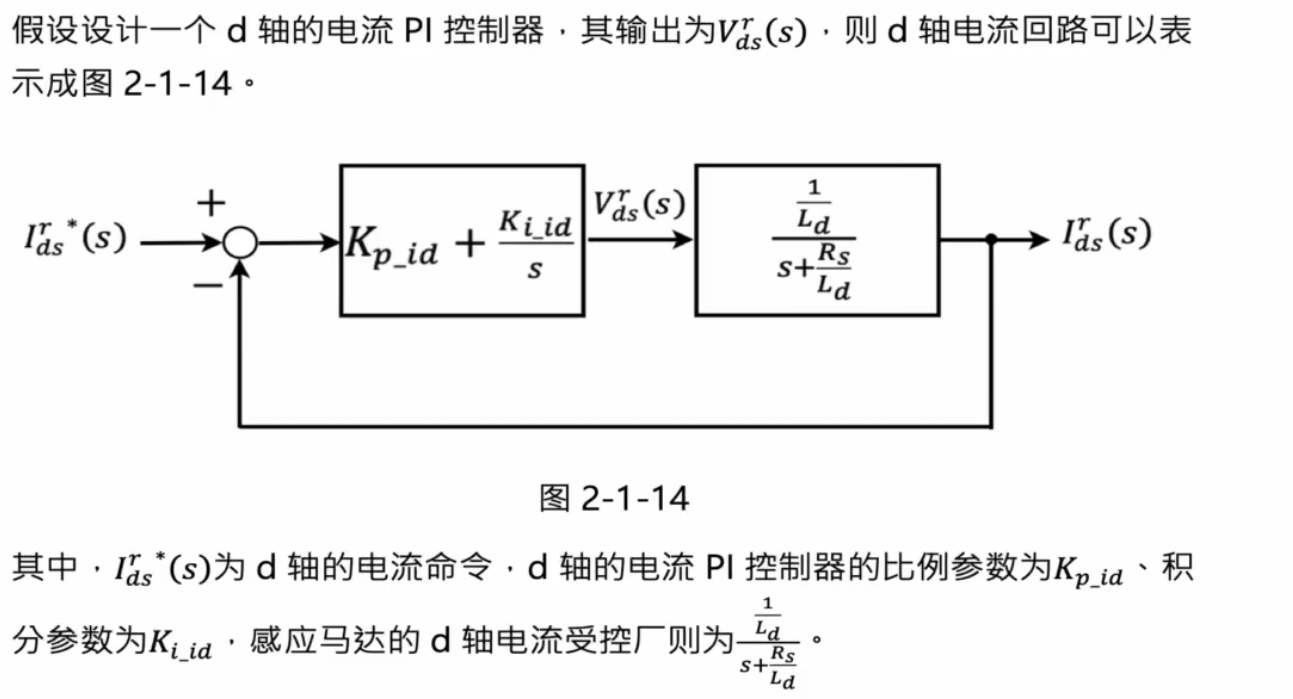 假设设计一个 d 轴的电流 PI 控制器，其输出为$V_{ds}^{r}(s)$，则 d 轴电流回路可以表
示成图 2-1-14。
$I_{ds}^{r}{}^{*}(s)$ + − $K_{p\_id} + \frac{K_{i\_id}}{s}$ $V_{ds}^{r}(s)$ $\frac{\frac{1}{L_d}}{s+\frac{R_s}{L_d}}$ $I_{ds}^{r}(s)$
图 2-1-14
其中，$I_{ds}^{r}{}^{*}(s)$为 d 轴的电流命令，d 轴的电流 PI 控制器的比例参数为$K_{p\_id}$、积
分参数为$K_{i\_id}$，感应马达的 d 轴电流受控厂则为$\frac{\frac{1}{L_d}}{s+\frac{R_s}{L_d}}$。